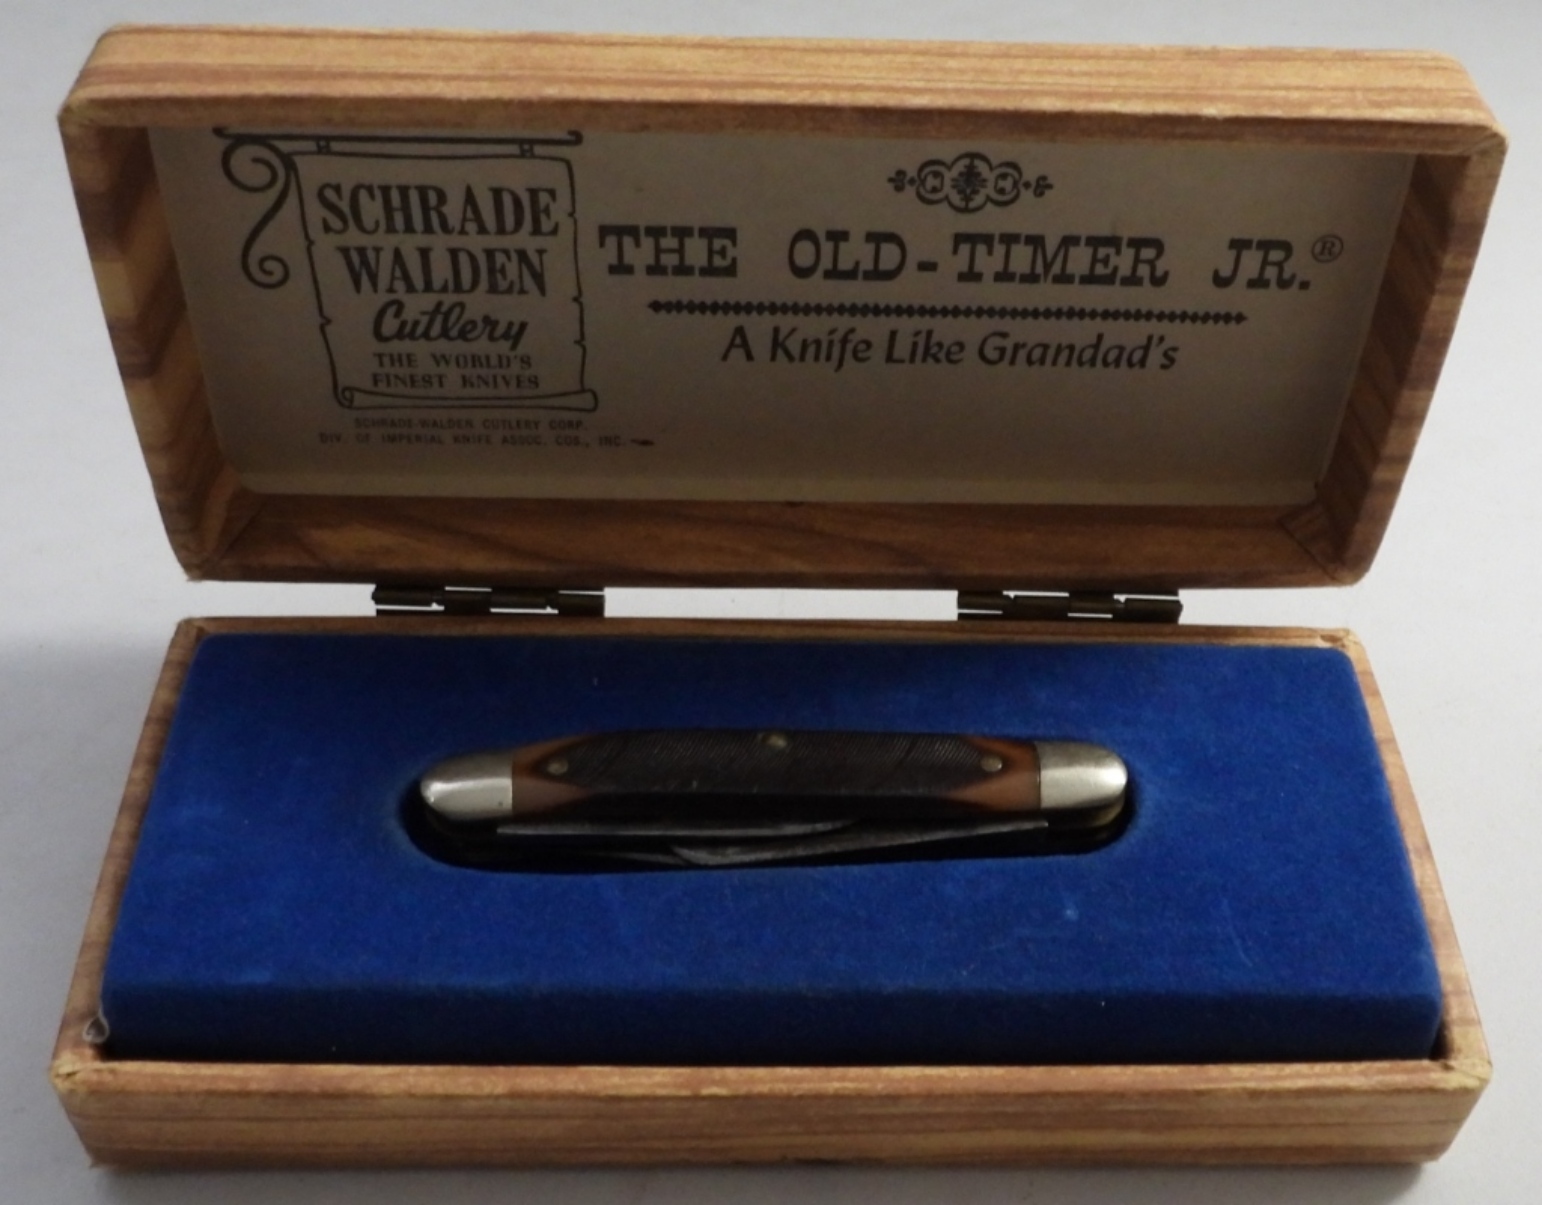 SCHRADE
WALDEN
Cutlery
THE WORLD'S
FINEST KNIVES
SCHRADE-WALDEN CUTLERY CORP.
DIV. OF IMPERIAL KNIFE ASSOC. COS., INC.
THE OLD-TIMER JR.®
A Knife Like Grandad's